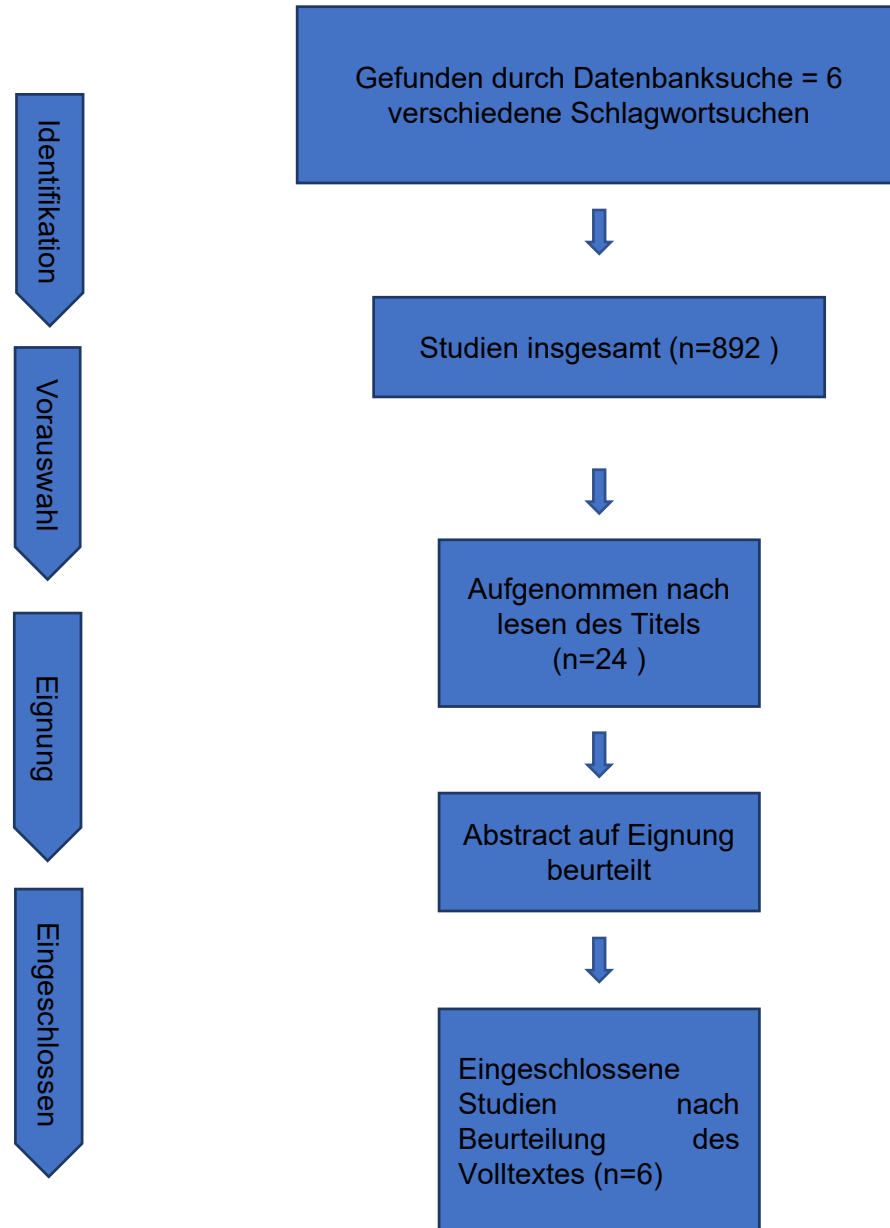 Gefunden durch Datenbanksuche = 6
verschiedene Schlagwortsuchen
Identifikation
Studien insgesamt (n=892 )
Vorauswahl
Aufgenommen nach
lesen des Titels
(n=24 )
Eignung
Abstract auf Eignung
beurteilt
Eingeschlossen
Eingeschlossene
Studien nach
Beurteilung des
Volltextes (n=6)